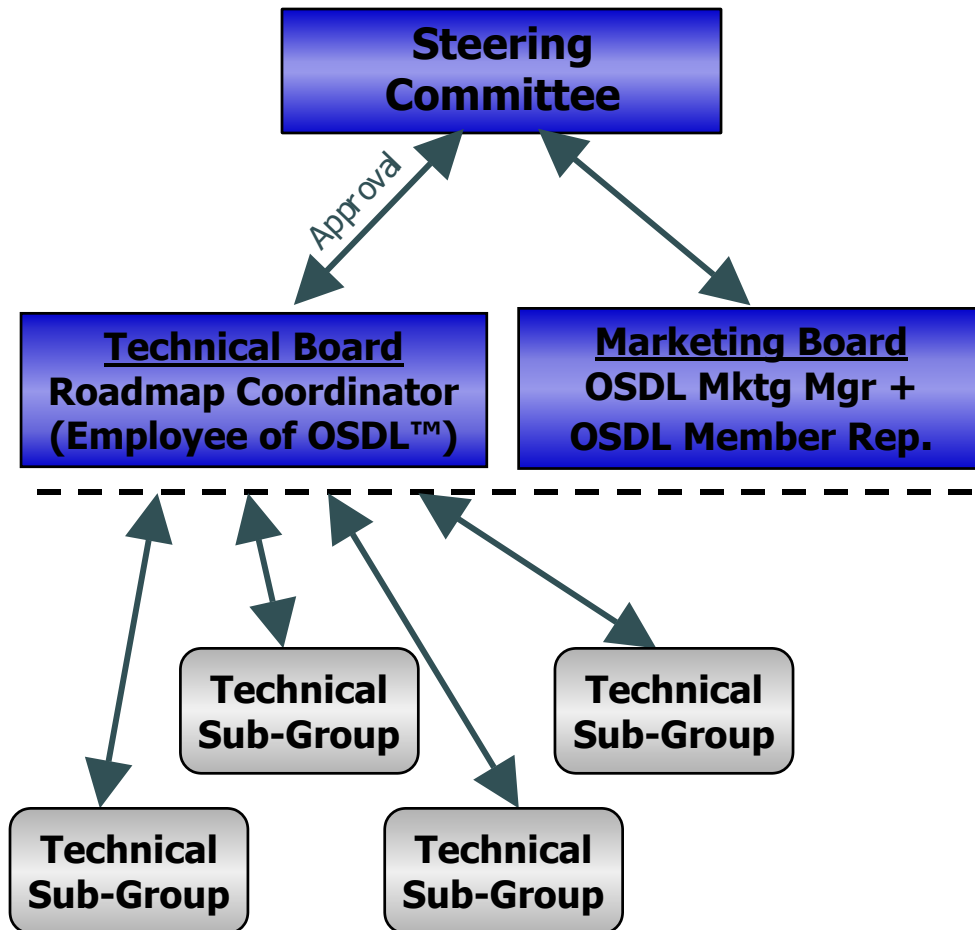 Steering
Committee
Approval
Technical Board
Roadmap Coordinator
(Employee of OSDL™)
Marketing Board
OSDL Mktg Mgr +
OSDL Member Rep.
Technical
Sub-Group
Technical
Sub-Group
Technical
Sub-Group
Technical
Sub-Group